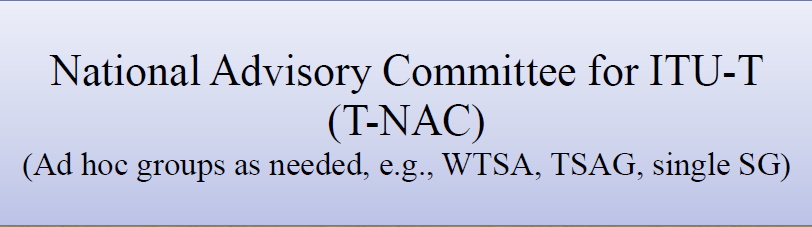 National Advisory Committee for ITU-T
(T-NAC)
(Ad hoc groups as needed, e.g., WTSA, TSAG, single SG)